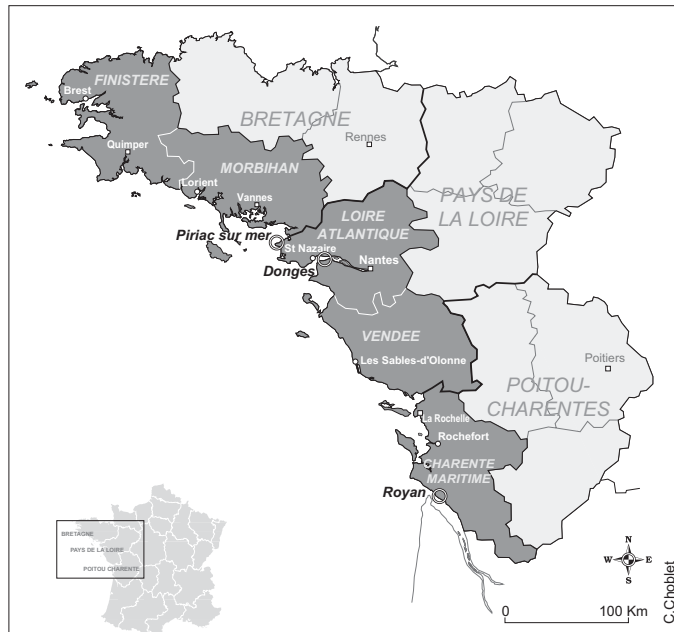 FINISTERE
Brest
BRETAGNE
Rennes
Quimper
MORBIHAN
Lorient
Vannes
PAYS DE
LA LOIRE
LOIRE
ATLANTIQUE
Piriac sur mer
St Nazaire
Donges
Nantes
VENDEE
Les Sables-d'Olonne
Poitiers
POITOU-
CHARENTES
La Rochelle
Rochefort
CHARENTE
MARITIME
Royan
BRETAGNE
PAYS DE LA LOIRE
POITOU CHARENTE
N
W E
S
0 100 Km
C.Choblet